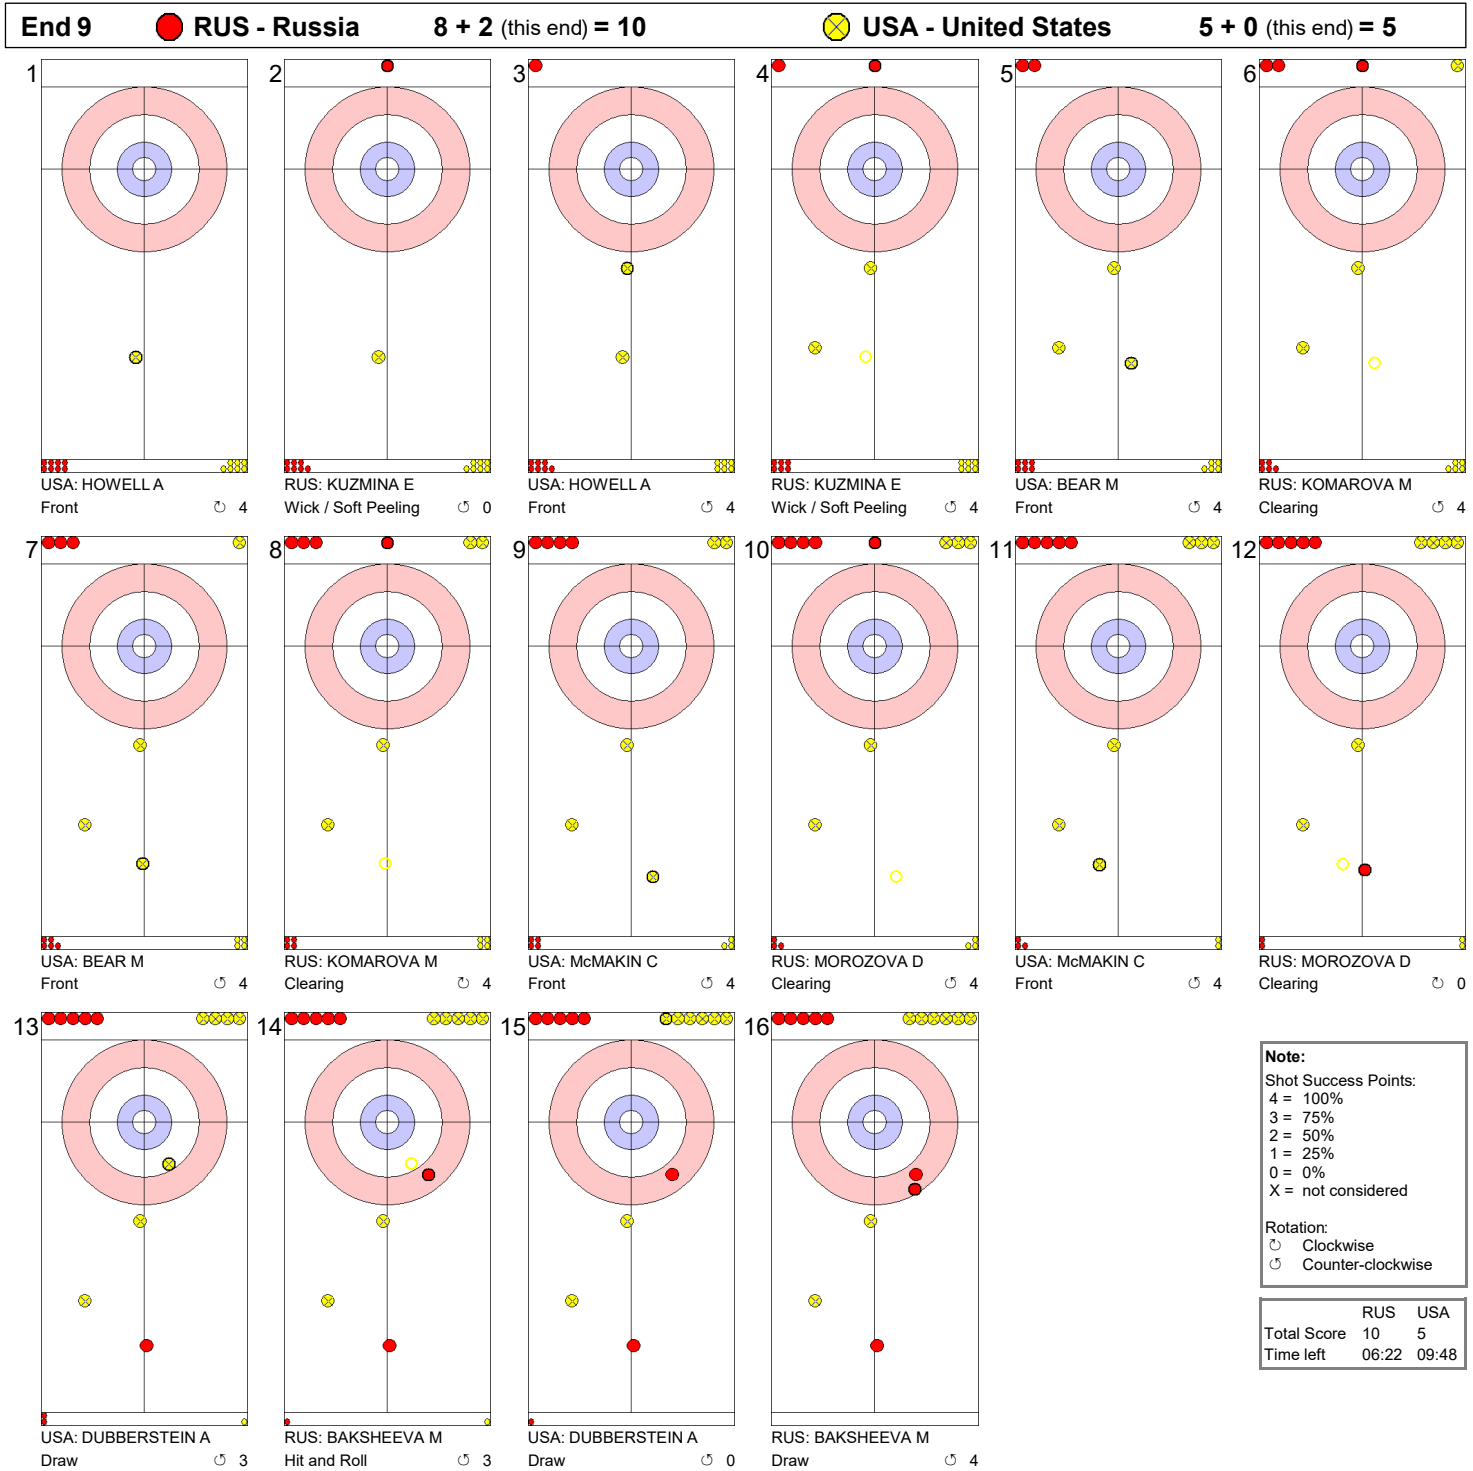 End 9 RUS - Russia 8 + 2 (this end) = 10 USA - United States 5 + 0 (this end) = 5
1 2 3 4 5 6
USA: HOWELL A RUS: KUZMINA E USA: HOWELL A RUS: KUZMINA E USA: BEAR M RUS: KOMAROVA M
Front ↻ 4 Wick / Soft Peeling ↺ 0 Front ↺ 4 Wick / Soft Peeling ↺ 4 Front ↺ 4 Clearing ↺ 4
7 8 9 10 11 12
USA: BEAR M RUS: KOMAROVA M USA: McMAKIN C RUS: MOROZOVA D USA: McMAKIN C RUS: MOROZOVA D
Front ↺ 4 Clearing ↻ 4 Front ↺ 4 Clearing ↺ 4 Front ↺ 4 Clearing ↻ 0
13 14 15 16
USA: DUBBERSTEIN A RUS: BAKSHEEVA M USA: DUBBERSTEIN A RUS: BAKSHEEVA M
Draw ↺ 3 Hit and Roll ↺ 3 Draw ↺ 0 Draw ↺ 4
Note:
Shot Success Points:
4 = 100%
3 = 75%
2 = 50%
1 = 25%
0 = 0%
X = not considered
Rotation:
↻ Clockwise
↺ Counter-clockwise
RUS USA
Total Score 10 5
Time left 06:22 09:48